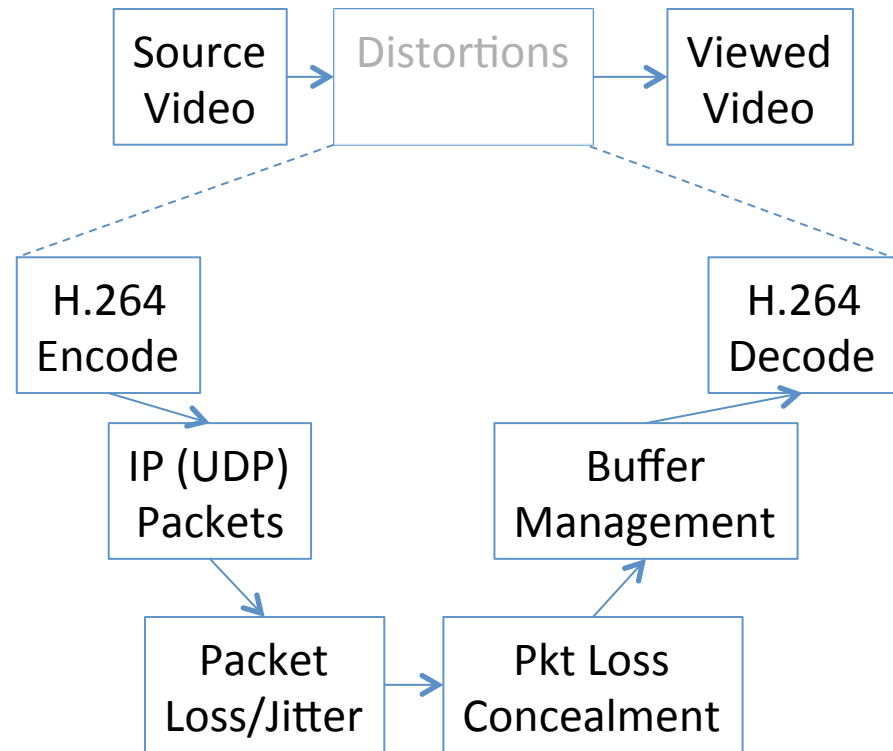 Source
Video
Distortions
Viewed
Video
H.264
Encode
H.264
Decode
IP (UDP)
Packets
Buffer
Management
Packet
Loss/Jitter
Pkt Loss
Concealment